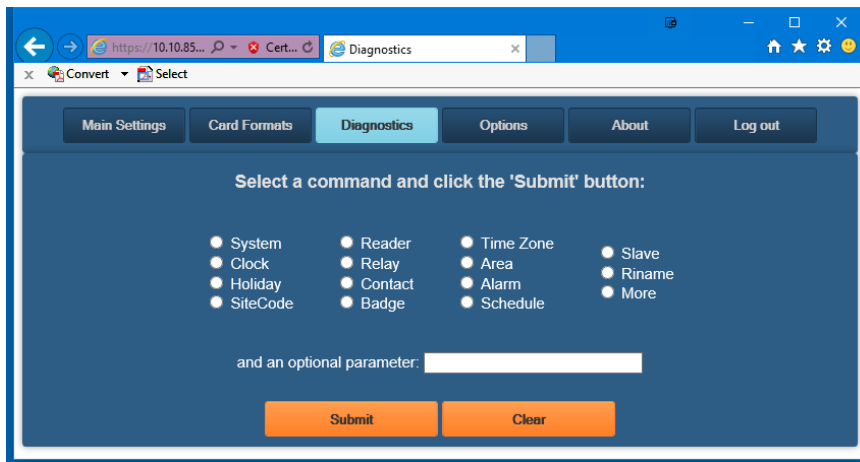 https://10.10.85... Cert... Diagnostics
x Convert Select
Main Settings Card Formats Diagnostics Options About Log out
Select a command and click the 'Submit' button:
System Reader Time Zone Slave
Clock Relay Area Riname
Holiday Contact Alarm More
SiteCode Badge Schedule
and an optional parameter:
Submit Clear